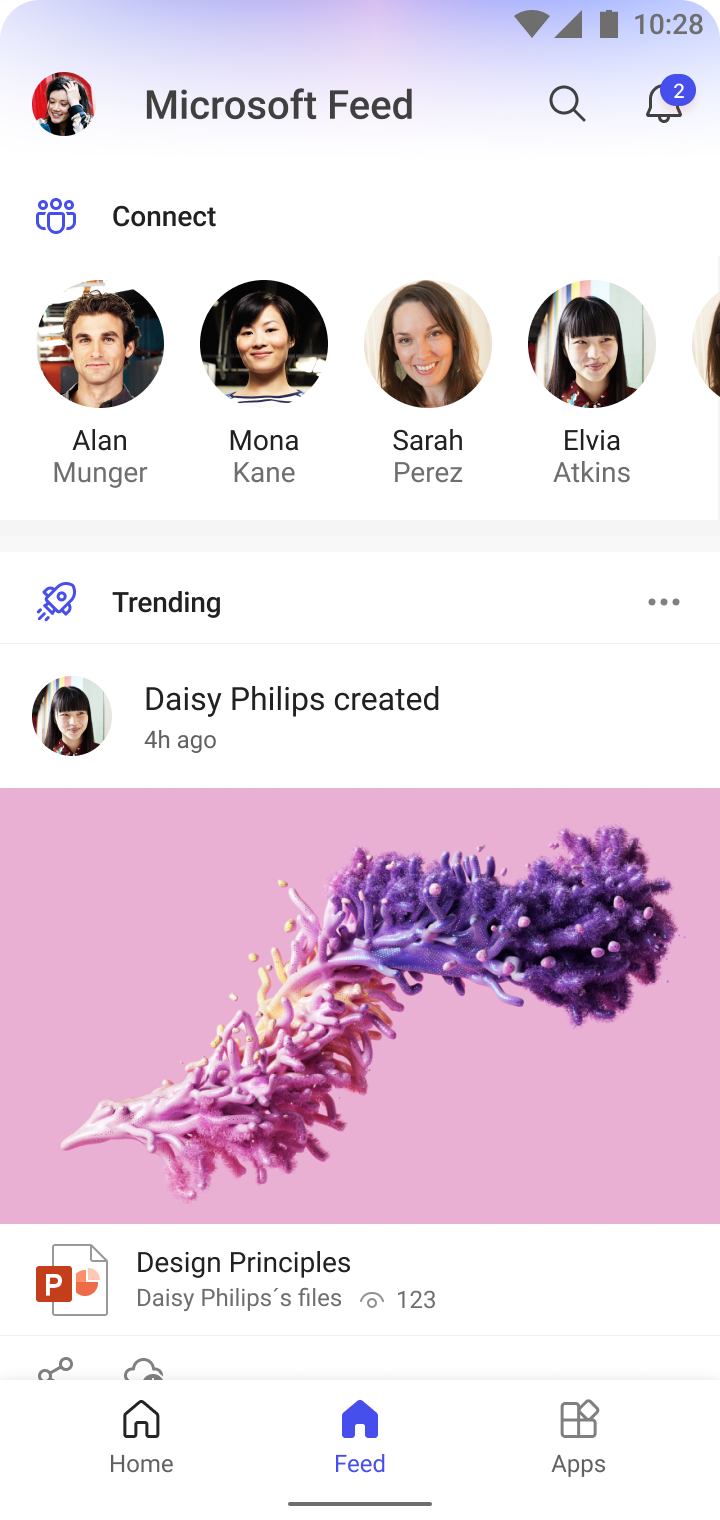 10:28
Microsoft Feed
2
Connect
Alan
Munger
Mona
Kane
Sarah
Perez
Elvia
Atkins
Trending
Daisy Philips created
4h ago
P
Design Principles
Daisy Philips´s files 123
Home
Feed
Apps